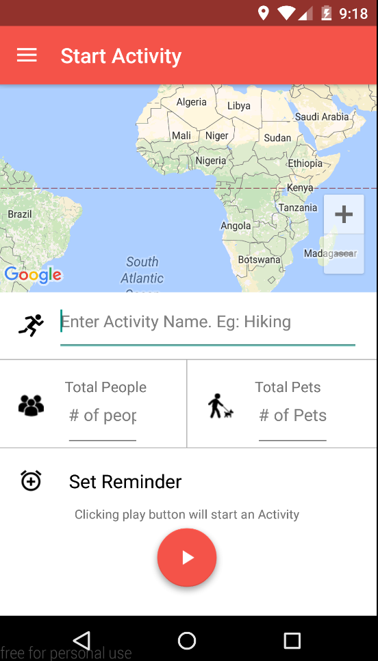 9:18
Start Activity
Algeria
Libya
Saudi Arabia
Mali
Niger
Sudan
Nigeria
Ethiopia
Kenya
Brazil
Tanzania
Angola
Botswana
Madagascar
South
Atlantic
Google
Enter Activity Name. Eg: Hiking
Total People
Total Pets
# of peop
# of Pets
Set Reminder
Clicking play button will start an Activity
free for personal use